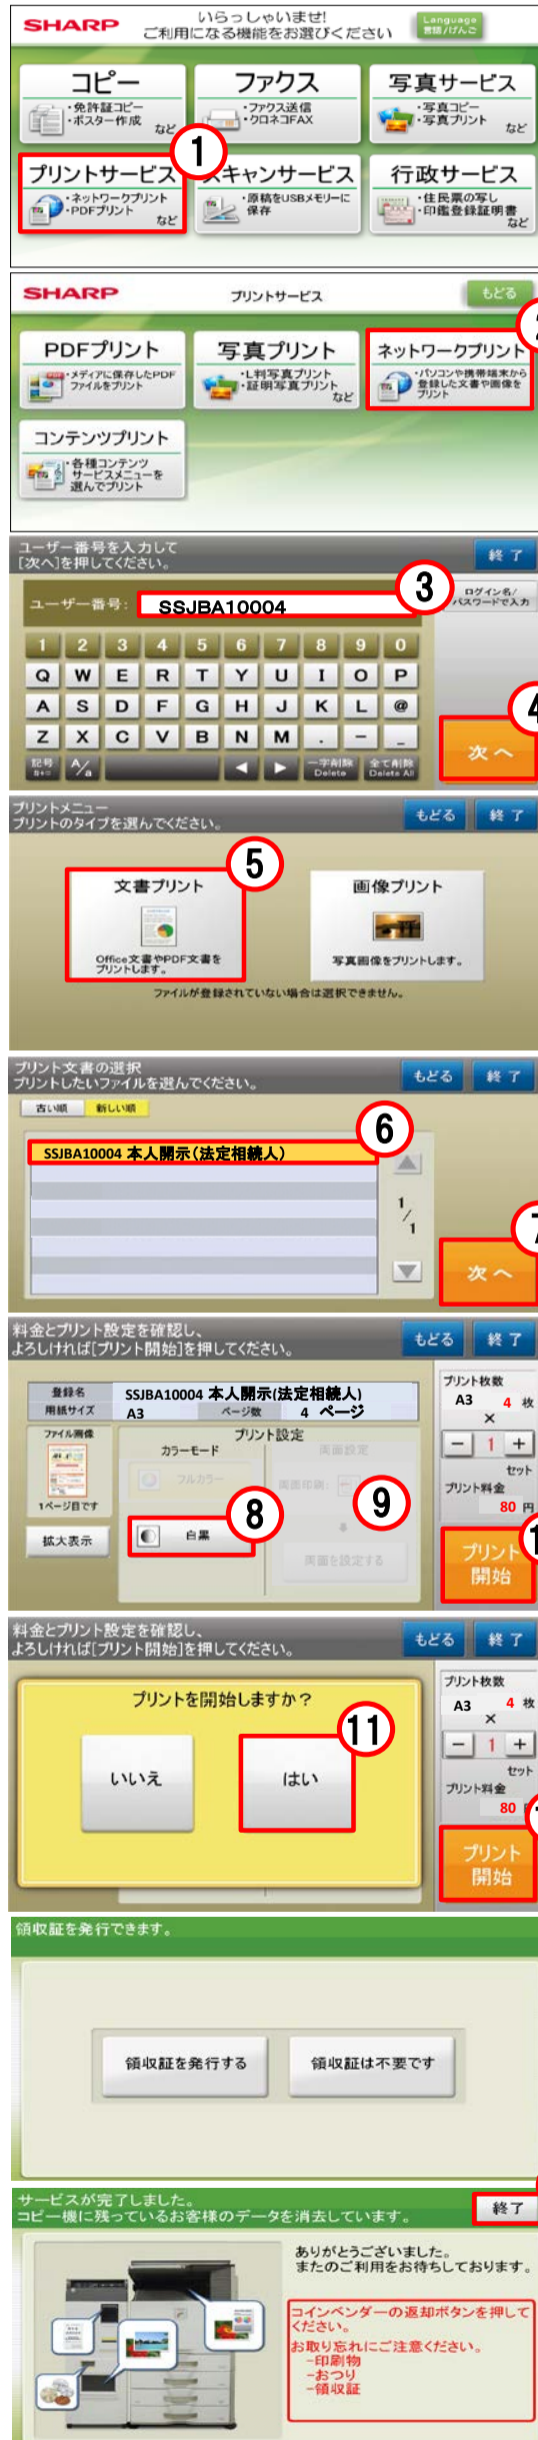 SHARP
いらっしゃいませ!
ご利用になる機能をお選びください
Language
言語/げんご
コピー
・免許証コピー
・ポスター作成 など
ファクス
・ファクス送信
・クロネコFAX
写真サービス
・写真コピー
・写真プリント など
①
プリントサービス
・ネットワークプリント
・PDFプリント など
スキャンサービス
・原稿をUSBメモリーに
保存
行政サービス
・住民票の写し
・印鑑登録証明書 など
SHARP
プリントサービス
もどる
PDFプリント
・メディアに保存したPDF
ファイルをプリント
写真プリント
・L判写真プリント
・証明写真プリント など
ネットワークプリント
・パソコンや携帯端末から
登録した文書や画像を
プリント
コンテンツプリント
・各種コンテンツ
サービスメニューを
選んでプリント
ユーザー番号を入力して
[次へ]を押してください。
終了
③
ユーザー番号: SSJBA10004
ログイン名/
パスワードで入力
1 2 3 4 5 6 7 8 9 0
Q W E R T Y U I O P
A S D F G H J K L @
Z X C V B N M . - _
記号 A/a ◀ ▶ 一字削除 Delete 全て削除 Delete All
次へ
プリントメニュー
プリントのタイプを選んでください。
もどる 終了
⑤
文書プリント
Office文書やPDF文書を
プリントします。
画像プリント
写真画像をプリントします。
ファイルが登録されていない場合は選択できません。
プリント文書の選択
プリントしたいファイルを選んでください。
もどる 終了
古い順 新しい順
⑥
SSJBA10004 本人開示(法定相続人)
1/1
次へ
料金とプリント設定を確認し、
よろしければ[プリント開始]を押してください。
もどる 終了
登録名 SSJBA10004 本人開示(法定相続人)
用紙サイズ A3 ページ数 4 ページ
ファイル画像
1ページ目です
拡大表示
プリント設定
カラーモード
フルカラー
⑧
白黒
両面設定
両面印刷:
⑨
両面を設定する
プリント枚数
A3 4 枚
×
− 1 +
セット
プリント料金
80 円
プリント
開始
料金とプリント設定を確認し、
よろしければ[プリント開始]を押してください。
もどる 終了
プリントを開始しますか？
⑪
いいえ
はい
プリント枚数
A3 4 枚
×
− 1 +
セット
プリント料金
80
プリント
開始
領収証を発行できます。
領収証を発行する
領収証は不要です
サービスが完了しました。
コピー機に残っているお客様のデータを消去しています。
終了
ありがとうございました。
またのご利用をお待ちしております。
コインベンダーの返却ボタンを押して
ください。
お取り忘れにご注意ください。
-印刷物
-おつり
-領収証